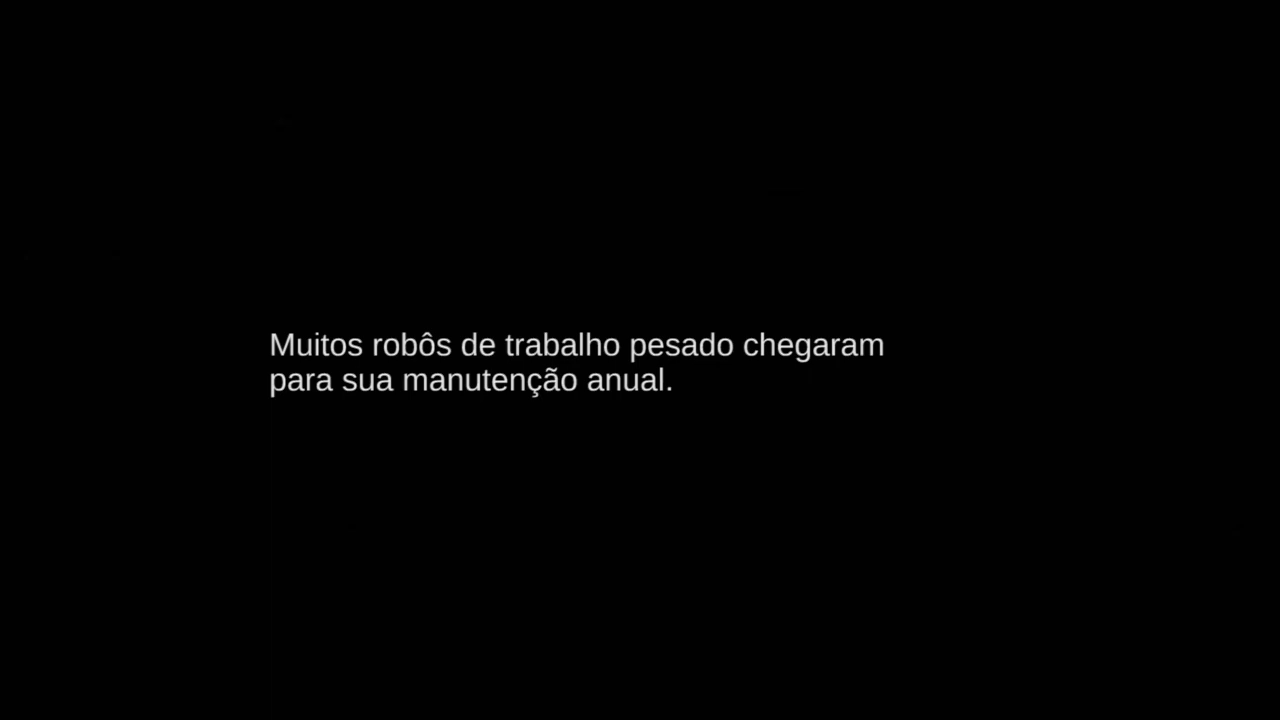 Muitos robôs de trabalho pesado chegaram
para sua manutenção anual.